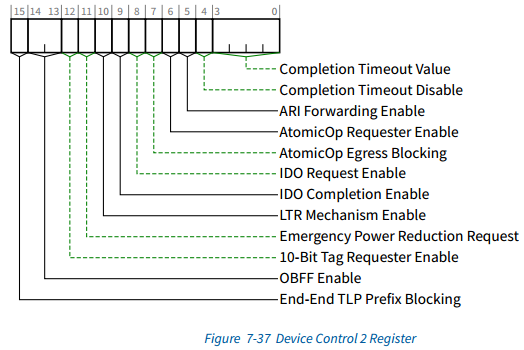 15 14 13 12 11 10 9 8 7 6 5 4 3 0
Completion Timeout Value
Completion Timeout Disable
ARI Forwarding Enable
AtomicOp Requester Enable
AtomicOp Egress Blocking
IDO Request Enable
IDO Completion Enable
LTR Mechanism Enable
Emergency Power Reduction Request
10-Bit Tag Requester Enable
OBFF Enable
End-End TLP Prefix Blocking
Figure 7-37 Device Control 2 Register